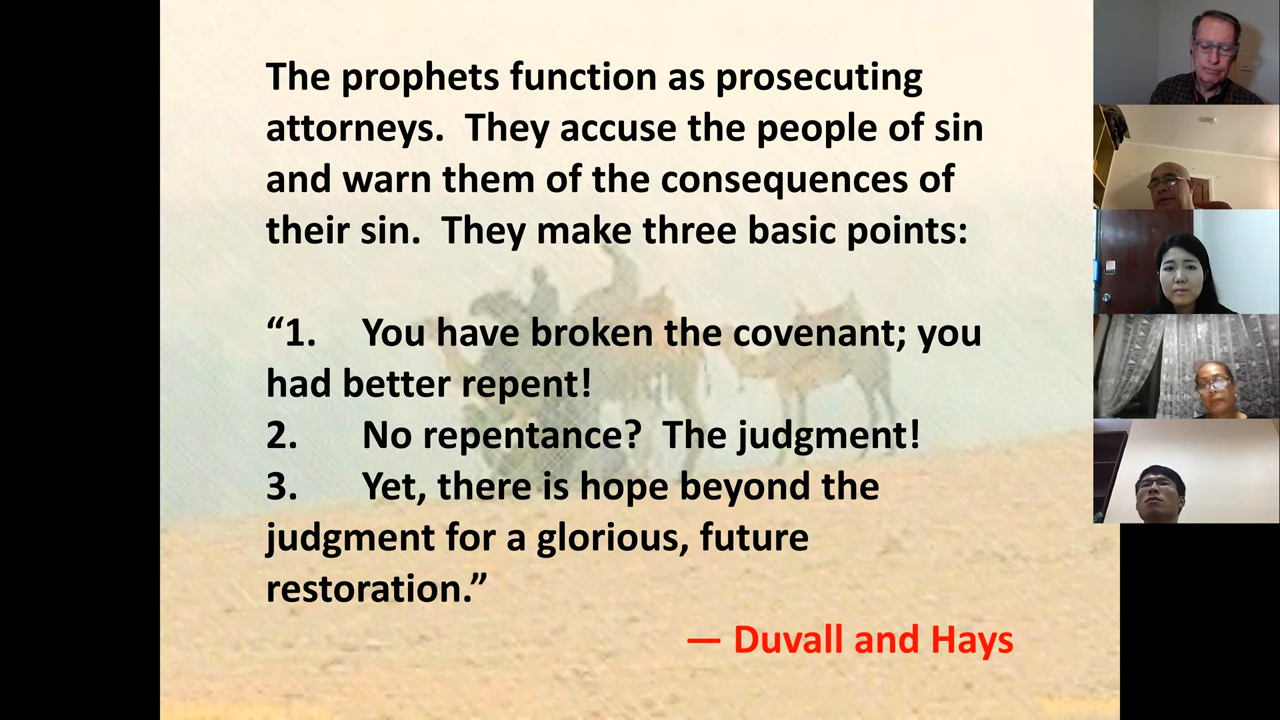 The prophets function as prosecuting
attorneys.  They accuse the people of sin
and warn them of the consequences of
their sin.  They make three basic points:
“1.    You have broken the covenant; you
had better repent!
2.    No repentance?  The judgment!
3.    Yet, there is hope beyond the
judgment for a glorious, future
restoration.”
— Duvall and Hays